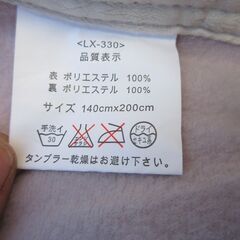 <LX-330>
品質表示
表 ポリエステル 100%
裏 ポリエステル 100%
サイズ 140cm×200cm
手洗イ 30 ドライ
タンブラー乾燥はお避け下さい。